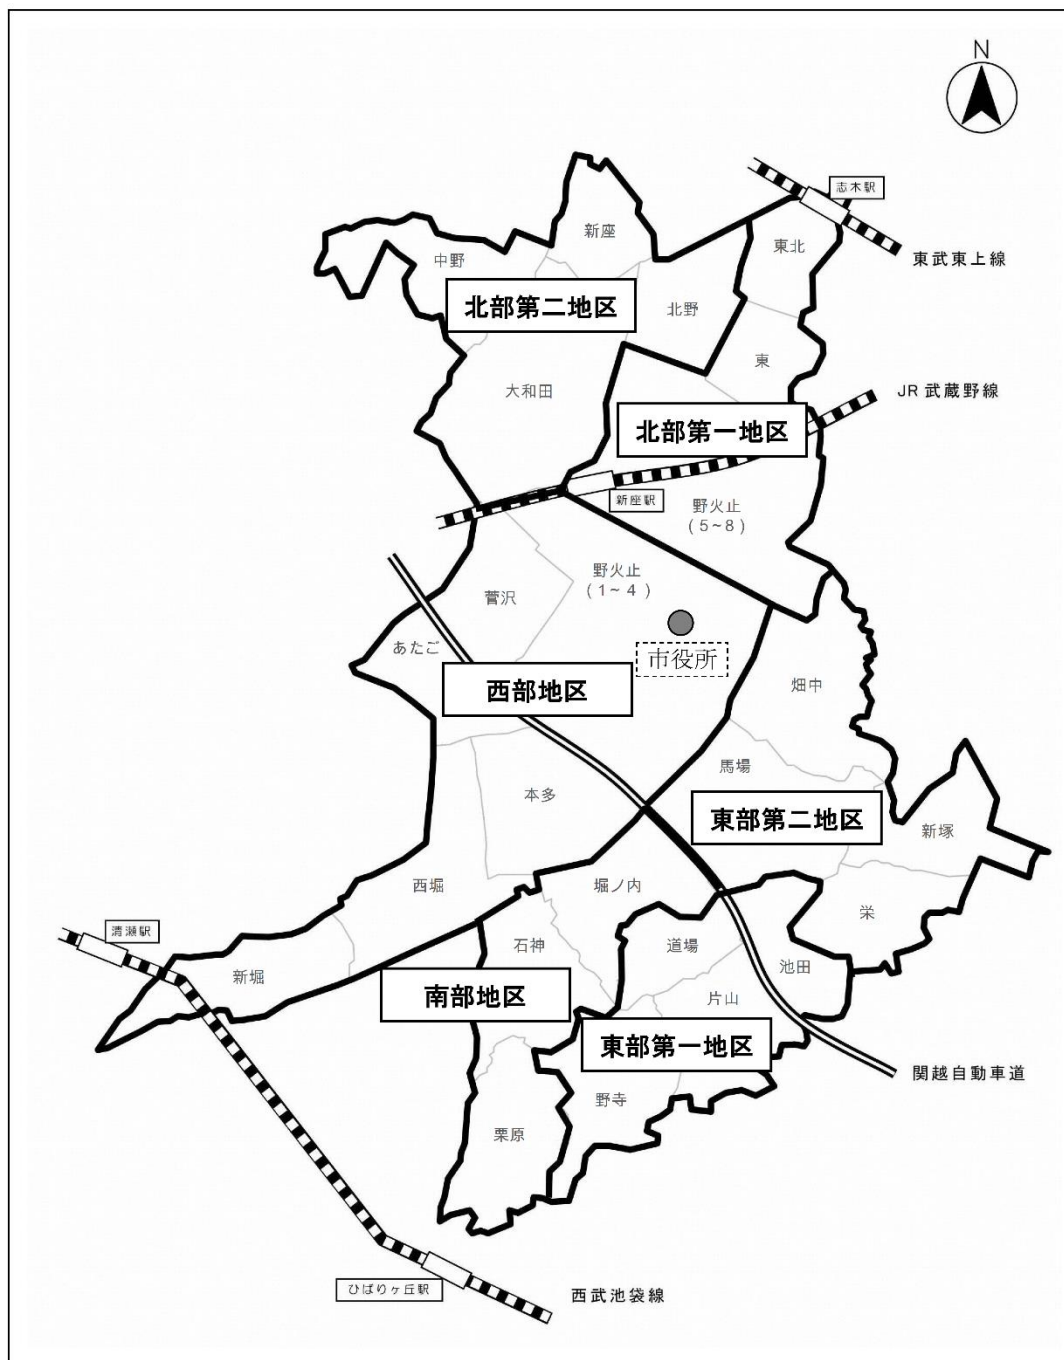 N
志木駅
東武東上線
新座
東北
中野
北部第二地区
北野
東
大和田
JR 武蔵野線
北部第一地区
新座駅
野火止
(5~8)
野火止
(1~4)
菅沢
あたご
市役所
西部地区
畑中
馬場
本多
東部第二地区
新塚
西堀
堀ノ内
栄
清瀬駅
石神
道場
池田
新堀
南部地区
片山
東部第一地区
関越自動車道
野寺
栗原
ひばりヶ丘駅
西武池袋線